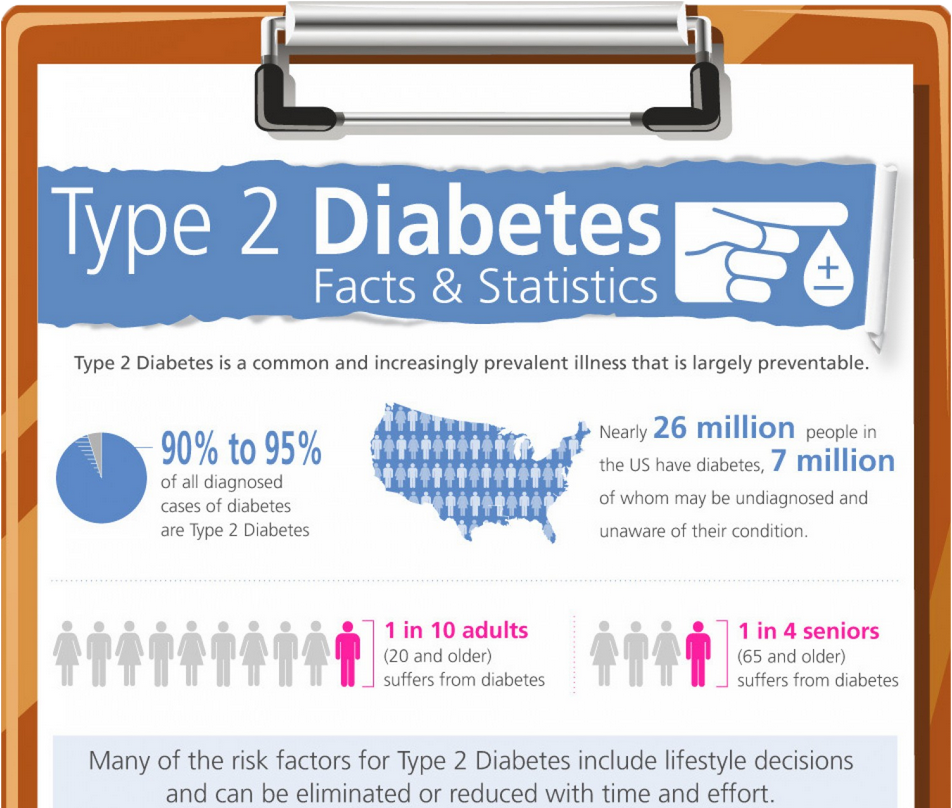 Type 2 Diabetes
Facts & Statistics
Type 2 Diabetes is a common and increasingly prevalent illness that is largely preventable.
90% to 95%
of all diagnosed
cases of diabetes
are Type 2 Diabetes
Nearly 26 million people in
the US have diabetes, 7 million
of whom may be undiagnosed and
unaware of their condition.
1 in 10 adults
(20 and older)
suffers from diabetes
1 in 4 seniors
(65 and older)
suffers from diabetes
Many of the risk factors for Type 2 Diabetes include lifestyle decisions
and can be eliminated or reduced with time and effort.